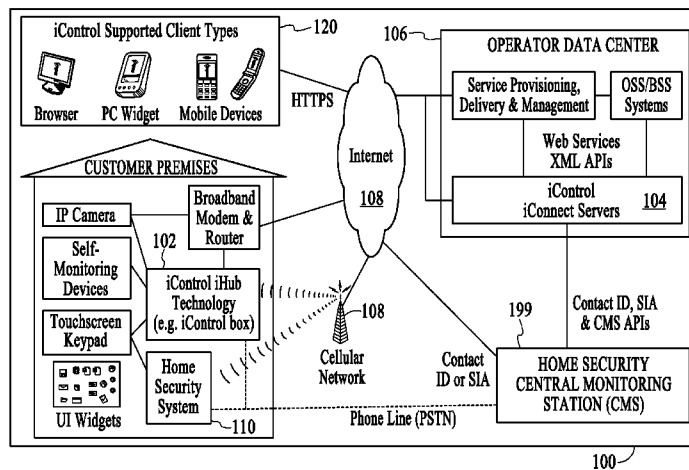 iControl Supported Client Types
120
Browser
PC Widget
Mobile Devices
HTTPS
Internet
108
106
OPERATOR DATA CENTER
Service Provisioning,
Delivery & Management
OSS/BSS
Systems
Web Services
XML APIs
iControl
iConnect Servers
104
CUSTOMER PREMISES
IP Camera
Broadband
Modem &
Router
Self-
Monitoring
Devices
102
iControl iHub
Technology
(e.g. iControl box)
Touchscreen
Keypad
UI Widgets
Home
Security
System
110
108
Cellular
Network
Contact
ID or SIA
Phone Line (PSTN)
Contact ID, SIA
& CMS APIs
199
HOME SECURITY
CENTRAL MONITORING
STATION (CMS)
100